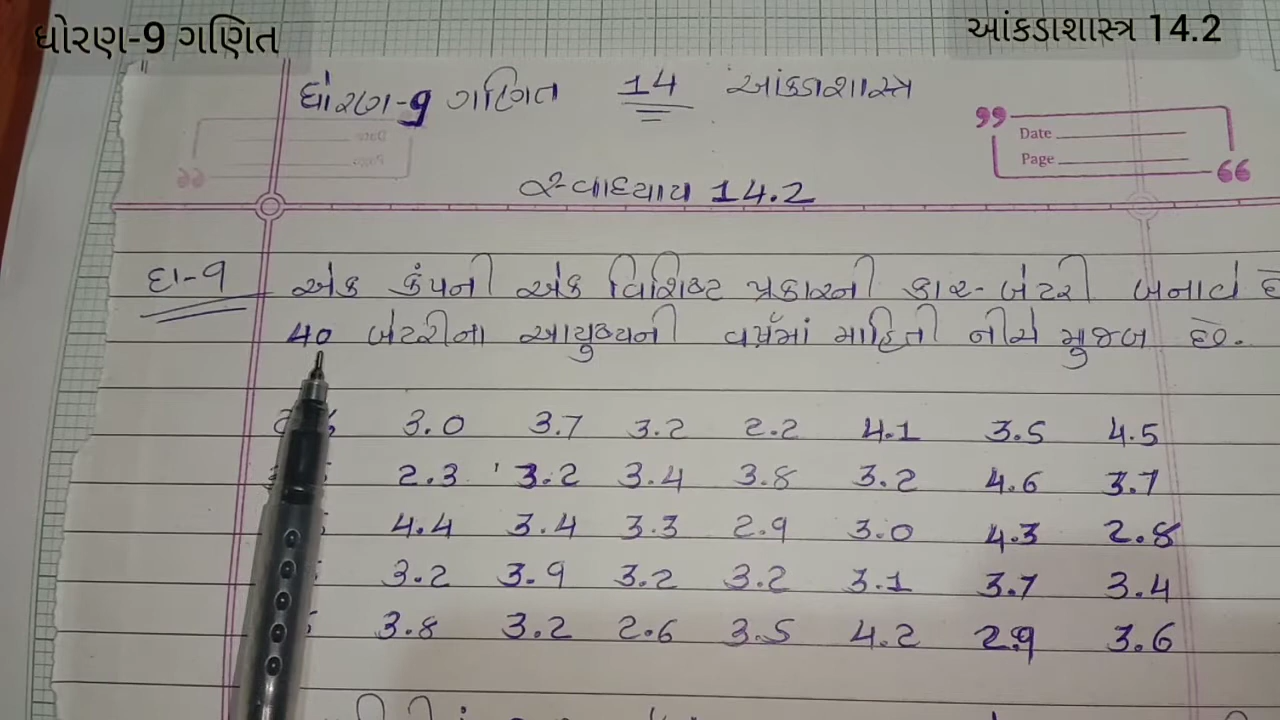 ધોરણ-9 ગણિત
આંકડાશાસ્ત્ર 14.2
ધોરણ-9 ગણિત 14 આંકડાશાસ્ત્ર
Date
Page
સ્વાધ્યાય 14.2
દા-૧ એક કંપની એક વિશિષ્ટ પ્રકારની કાર-બેટરી બનાવે છે
40 બેટરીના આયુષ્યની વર્ષમાં માહિતી નીચે મુજબ છે.
3.0 3.7 3.2 2.2 4.1 3.5 4.5
2.3 3.2 3.4 3.8 3.2 4.6 3.7
4.4 3.4 3.3 2.9 3.0 4.3 2.8
3.2 3.9 3.2 3.2 3.1 3.7 3.4
3.8 3.2 2.6 3.5 4.2 2.9 3.6